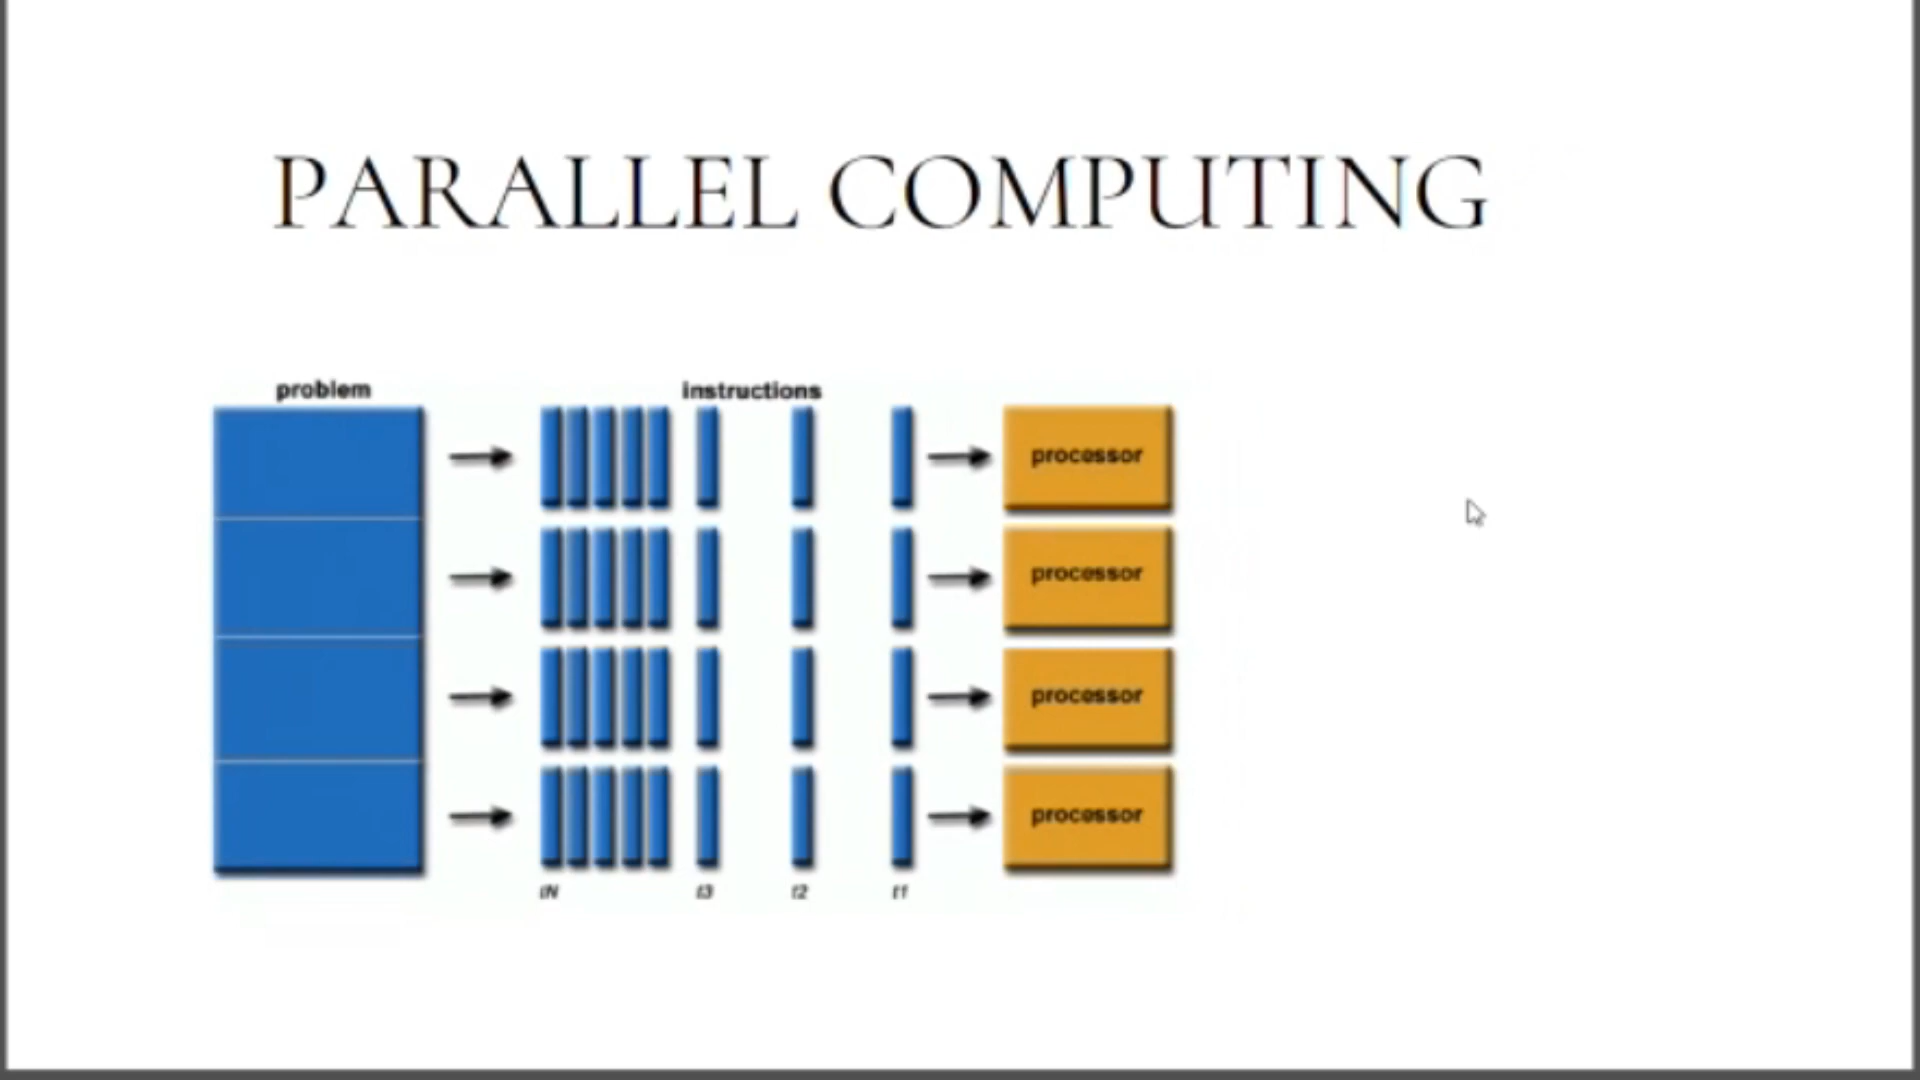 PARALLEL COMPUTING
problem
instructions
processor
processor
processor
processor
tN t3 t2 t1